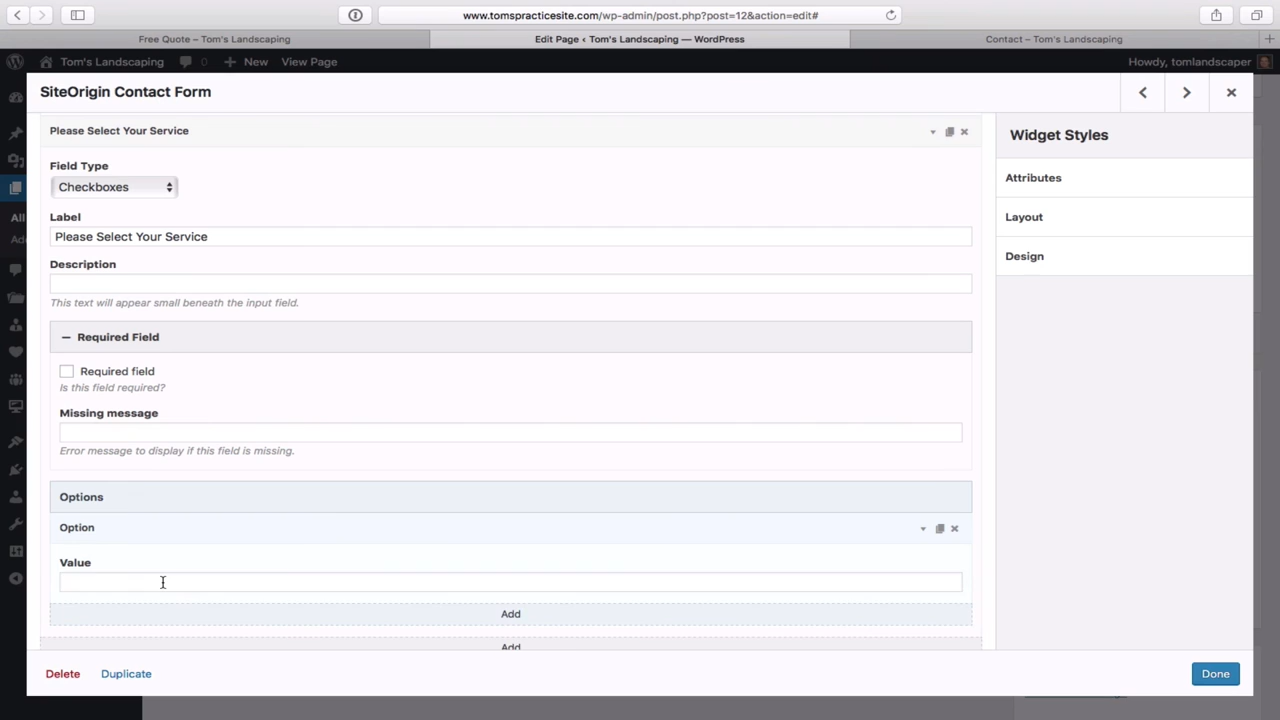 www.tomspracticesite.com/wp-admin/post.php?post=12&action=edit#
Free Quote – Tom's Landscaping
Edit Page ‹ Tom's Landscaping — WordPress
Contact – Tom's Landscaping
Tom's Landscaping
0
New
View Page
Howdy, tomlandscaper
SiteOrigin Contact Form
Please Select Your Service
Field Type
Checkboxes
Label
Please Select Your Service
Description
This text will appear small beneath the input field.
Required Field
Required field
Is this field required?
Missing message
Error message to display if this field is missing.
Options
Option
Value
Add
Add
Delete
Duplicate
Done
Widget Styles
Attributes
Layout
Design
All
Add